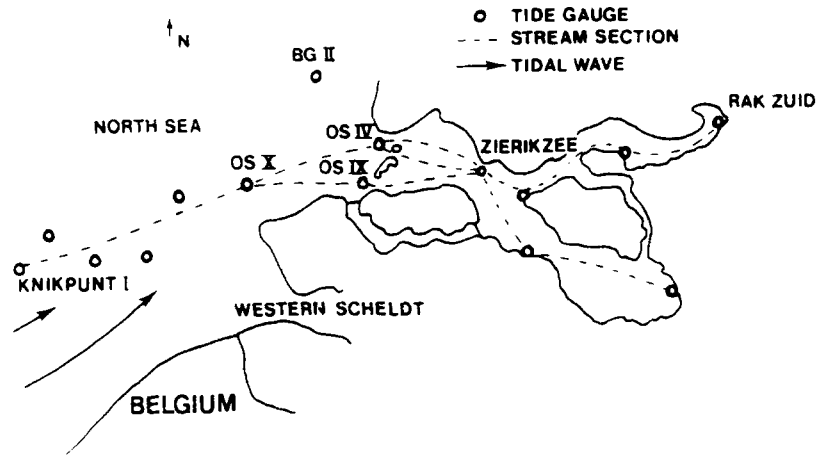 TIDE GAUGE
STREAM SECTION
TIDAL WAVE
N
BG II
NORTH SEA
RAK ZUID
OS IV
ZIERIKZEE
OS X
OS IX
KNIKPUNT I
WESTERN SCHELDT
BELGIUM